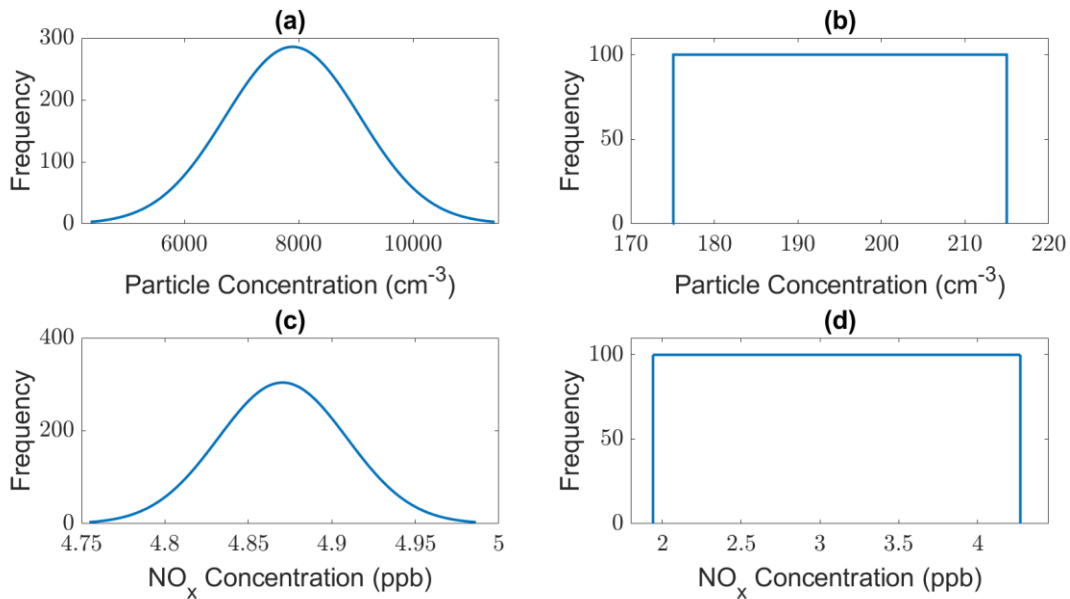 (a)
300
200
100
0
Frequency
6000 8000 10000
Particle Concentration (cm⁻³)
(b)
100
50
0
Frequency
170 180 190 200 210 220
Particle Concentration (cm⁻³)
(c)
400
200
0
Frequency
4.75 4.8 4.85 4.9 4.95 5
NOₓ Concentration (ppb)
(d)
100
50
0
Frequency
2 2.5 3 3.5 4
NOₓ Concentration (ppb)